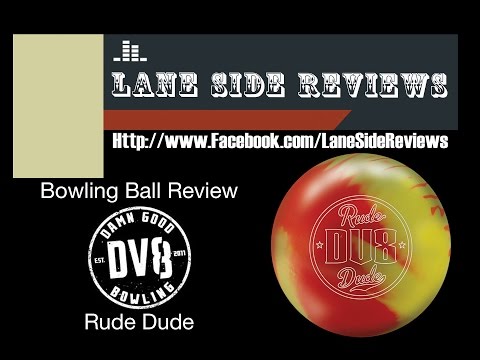 LANE SIDE REVIEWS
Http://www.Facebook.com/LaneSideReviews
Bowling Ball Review
DAMN GOOD
EST. DV8 2011
BOWLING
Rude Dude
Rude
DV8
Dude